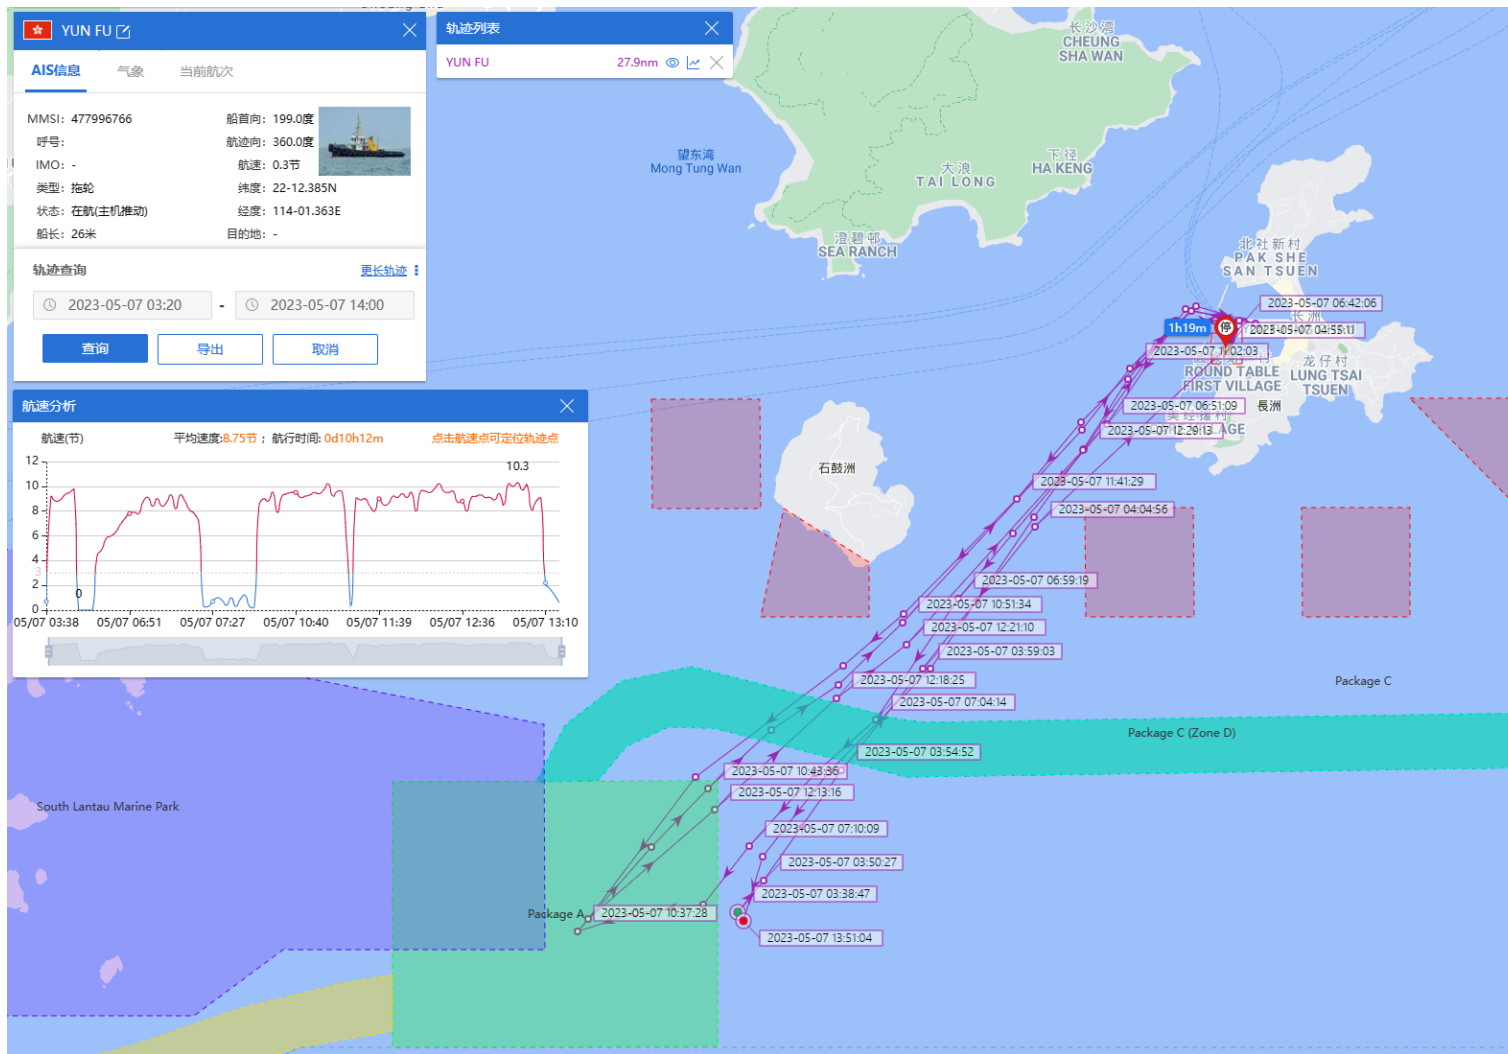 YUN FU
AIS信息
气象
当前航次
MMSI: 477996766
船首向: 199.0度
呼号:
航迹向: 360.0度
IMO: -
航速: 0.3节
类型: 拖轮
纬度: 22-12.385N
状态: 在航(主机推动)
经度: 114-01.363E
船长: 26米
目的地: -
轨迹查询
更长轨迹
2023-05-07 03:20
-
2023-05-07 14:00
查询
导出
取消
轨迹列表
YUN FU
27.9nm
航速分析
航速(节)
平均速度:8.75节 ; 航行时间: 0d10h12m
点击航速点可定位轨迹点
12
10
8
6
4
3
2
0
10.3
0
05/07 03:38
05/07 06:51
05/07 07:27
05/07 10:40
05/07 11:39
05/07 12:36
05/07 13:10
长沙湾
CHEUNG
SHA WAN
望东湾
Mong Tung Wan
大浪
TAI LONG
下径
HA KENG
澄碧邨
SEA RANCH
北社新村
PAK SHE
SAN TSUEN
2023-05-07 06:42:06
长洲
1h19m
停
2023-05-07 04:55:11
2023-05-07 11:02:03
ROUND TABLE
FIRST VILLAGE
龙仔村
LUNG TSAI
TSUEN
2023-05-07 06:51:09
長洲
2023-05-07 12:29:13
石鼓洲
2023-05-07 11:41:29
2023-05-07 04:04:56
2023-05-07 06:59:19
2023-05-07 10:51:34
2023-05-07 12:21:10
2023-05-07 03:59:03
2023-05-07 12:18:25
Package C
2023-05-07 07:04:14
Package C (Zone D)
2023-05-07 03:54:52
2023-05-07 10:43:36
2023-05-07 12:13:16
South Lantau Marine Park
2023-05-07 07:10:09
2023-05-07 03:50:27
2023-05-07 03:38:47
Package A
2023-05-07 10:37:28
2023-05-07 13:51:04